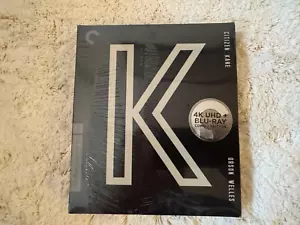 CITIZEN KANE
K
4K UHD +
BLU-RAY
ORSON WELLES